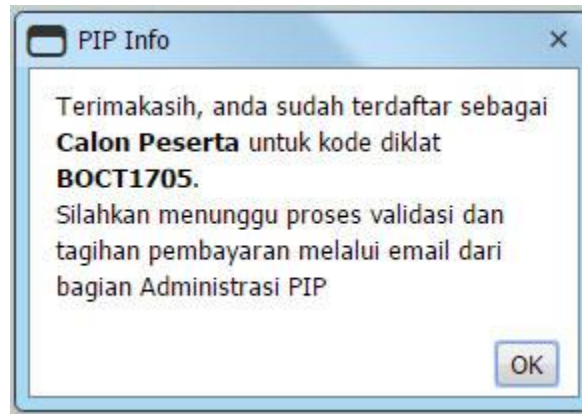 PIP Info
Terimakasih, anda sudah terdaftar sebagai
Calon Peserta untuk kode diklat
BOCT1705.
Silahkan menunggu proses validasi dan
tagihan pembayaran melalui email dari
bagian Administrasi PIP
OK